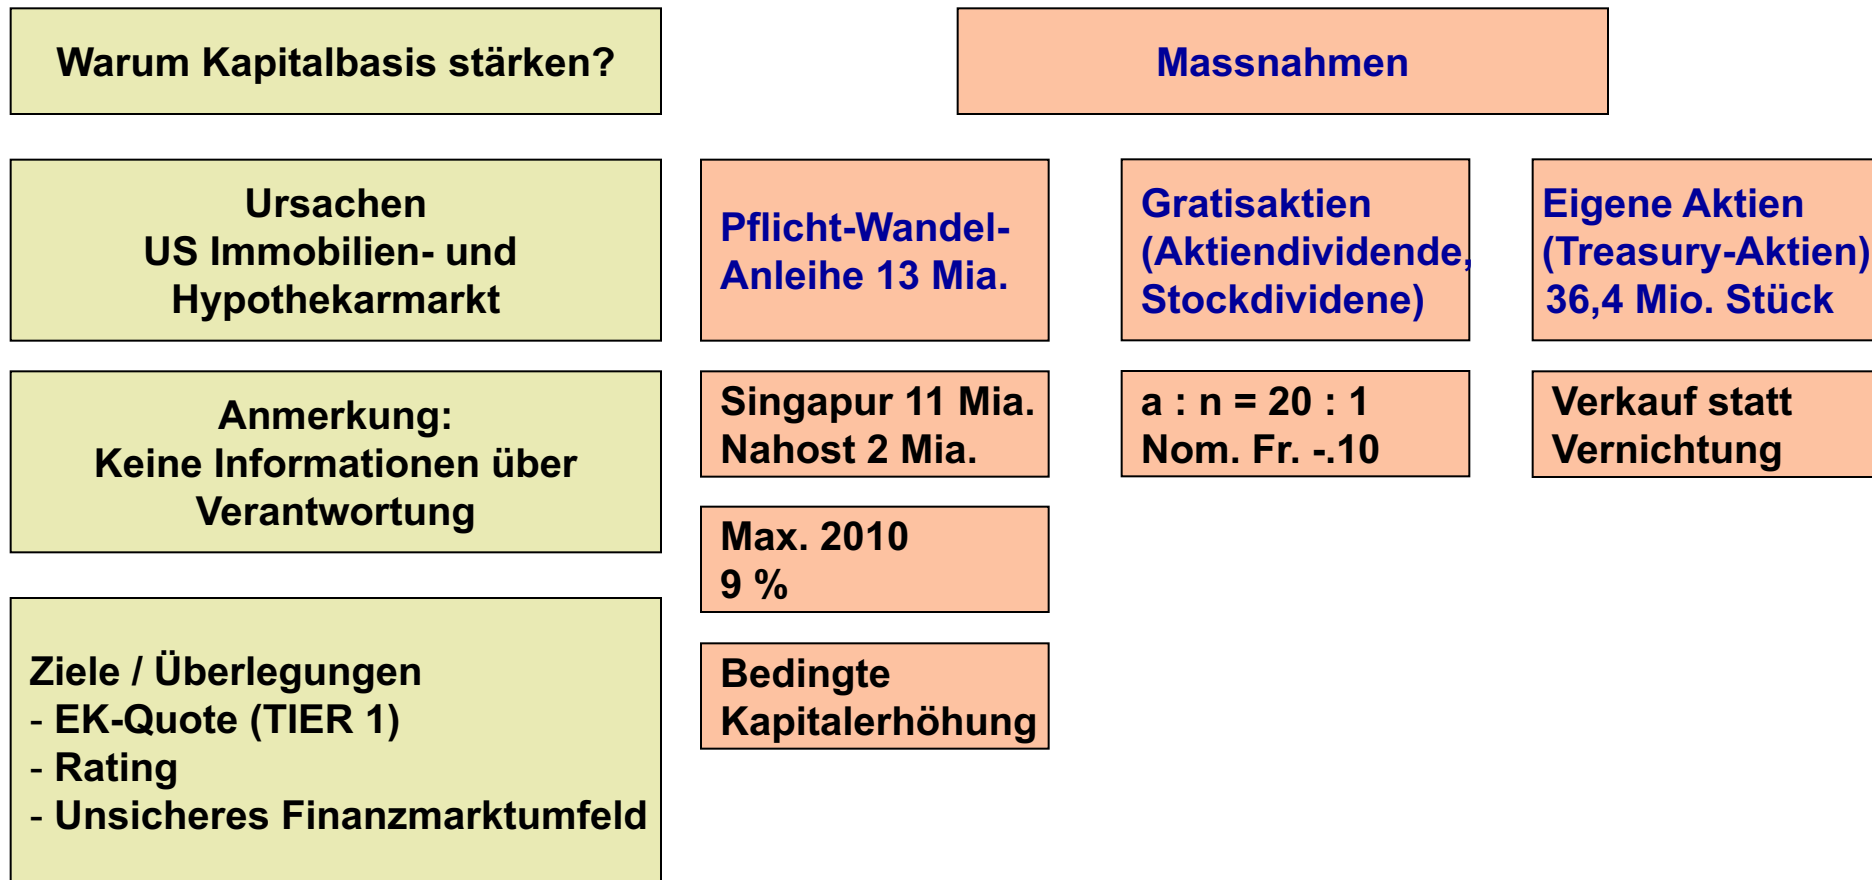 Warum Kapitalbasis stärken?
Massnahmen
Ursachen
US Immobilien- und
Hypothekarmarkt
Pflicht-Wandel-
Anleihe 13 Mia.
Gratisaktien
(Aktiendividende,
Stockdividene)
Eigene Aktien
(Treasury-Aktien)
36,4 Mio. Stück
Anmerkung:
Keine Informationen über
Verantwortung
Singapur 11 Mia.
Nahost 2 Mia.
a : n = 20 : 1
Nom. Fr. -.10
Verkauf statt
Vernichtung
Max. 2010
9 %
Ziele / Überlegungen
- EK-Quote (TIER 1)
- Rating
- Unsicheres Finanzmarktumfeld
Bedingte
Kapitalerhöhung